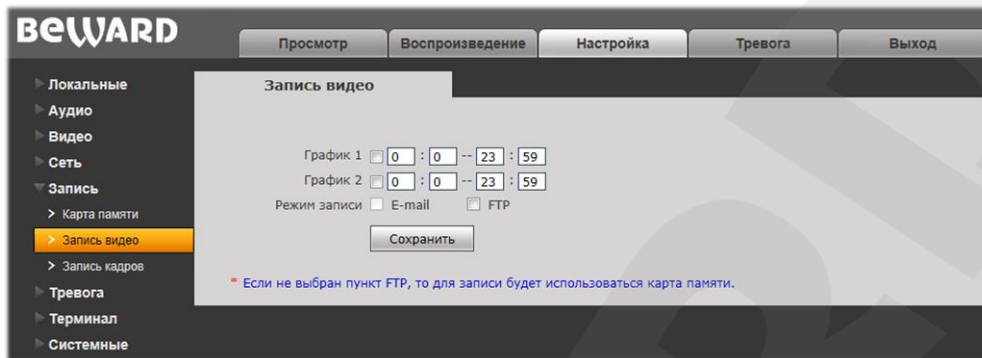 BEWARD
Просмотр Воспроизведение Настройка Тревога Выход
Локальные
Аудио
Видео
Сеть
Запись
Карта памяти
Запись видео
Запись кадров
Тревога
Терминал
Системные
Запись видео
График 1 0 : 0 -- 23 : 59
График 2 0 : 0 -- 23 : 59
Режим записи E-mail FTP
Сохранить
* Если не выбран пункт FTP, то для записи будет использоваться карта памяти.